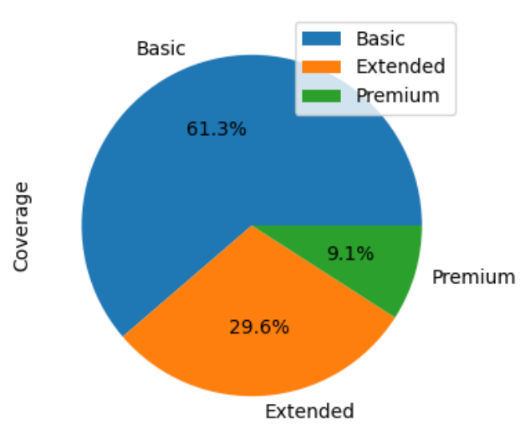 Basic
Basic
Extended
Premium
61.3%
Coverage
9.1%
Premium
29.6%
Extended